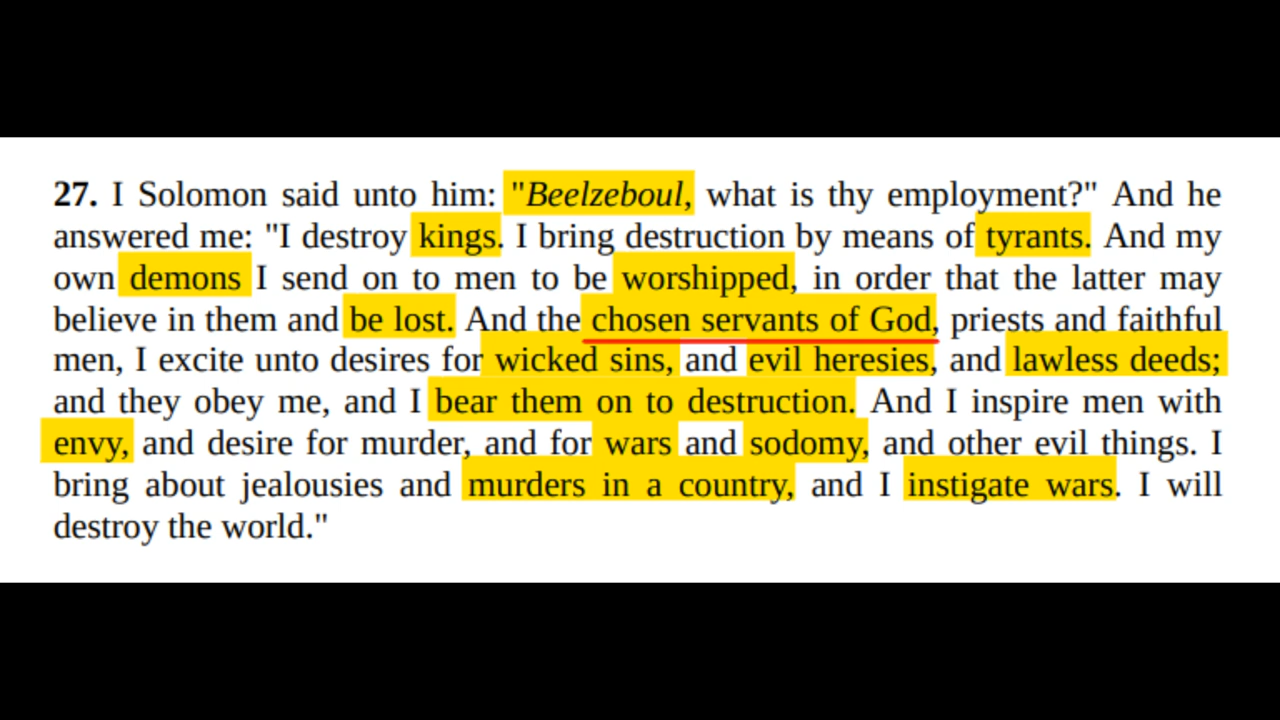 27. I Solomon said unto him: "Beelzeboul, what is thy employment?" And he
answered me: "I destroy kings. I bring destruction by means of tyrants. And my
own demons I send on to men to be worshipped, in order that the latter may
believe in them and be lost. And the chosen servants of God, priests and faithful
men, I excite unto desires for wicked sins, and evil heresies, and lawless deeds;
and they obey me, and I bear them on to destruction. And I inspire men with
envy, and desire for murder, and for wars and sodomy, and other evil things. I
bring about jealousies and murders in a country, and I instigate wars. I will
destroy the world."